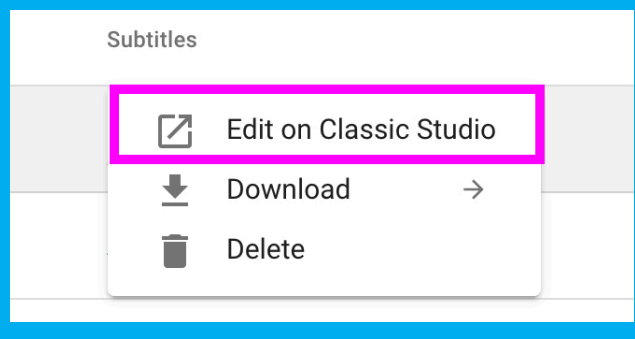 Subtitles
Edit on Classic Studio
Download
Delete